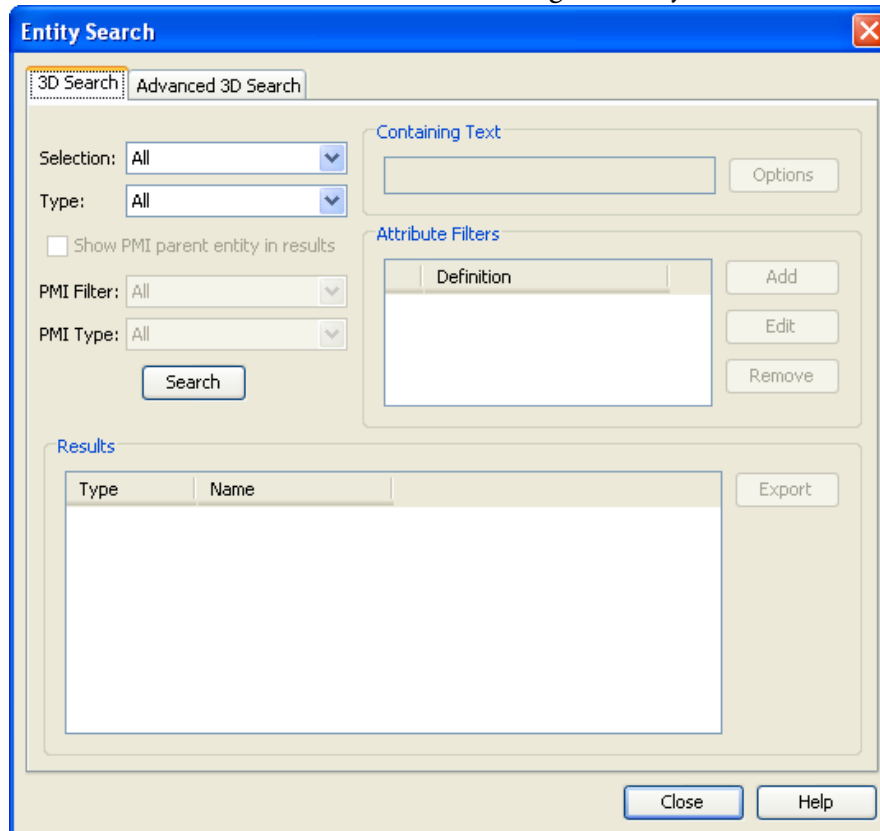 Entity Search
3D Search
Advanced 3D Search
Selection: All
Type: All
Show PMI parent entity in results
PMI Filter: All
PMI Type: All
Search
Containing Text
Options
Attribute Filters
Definition
Add
Edit
Remove
Results
Type Name
Export
Close
Help